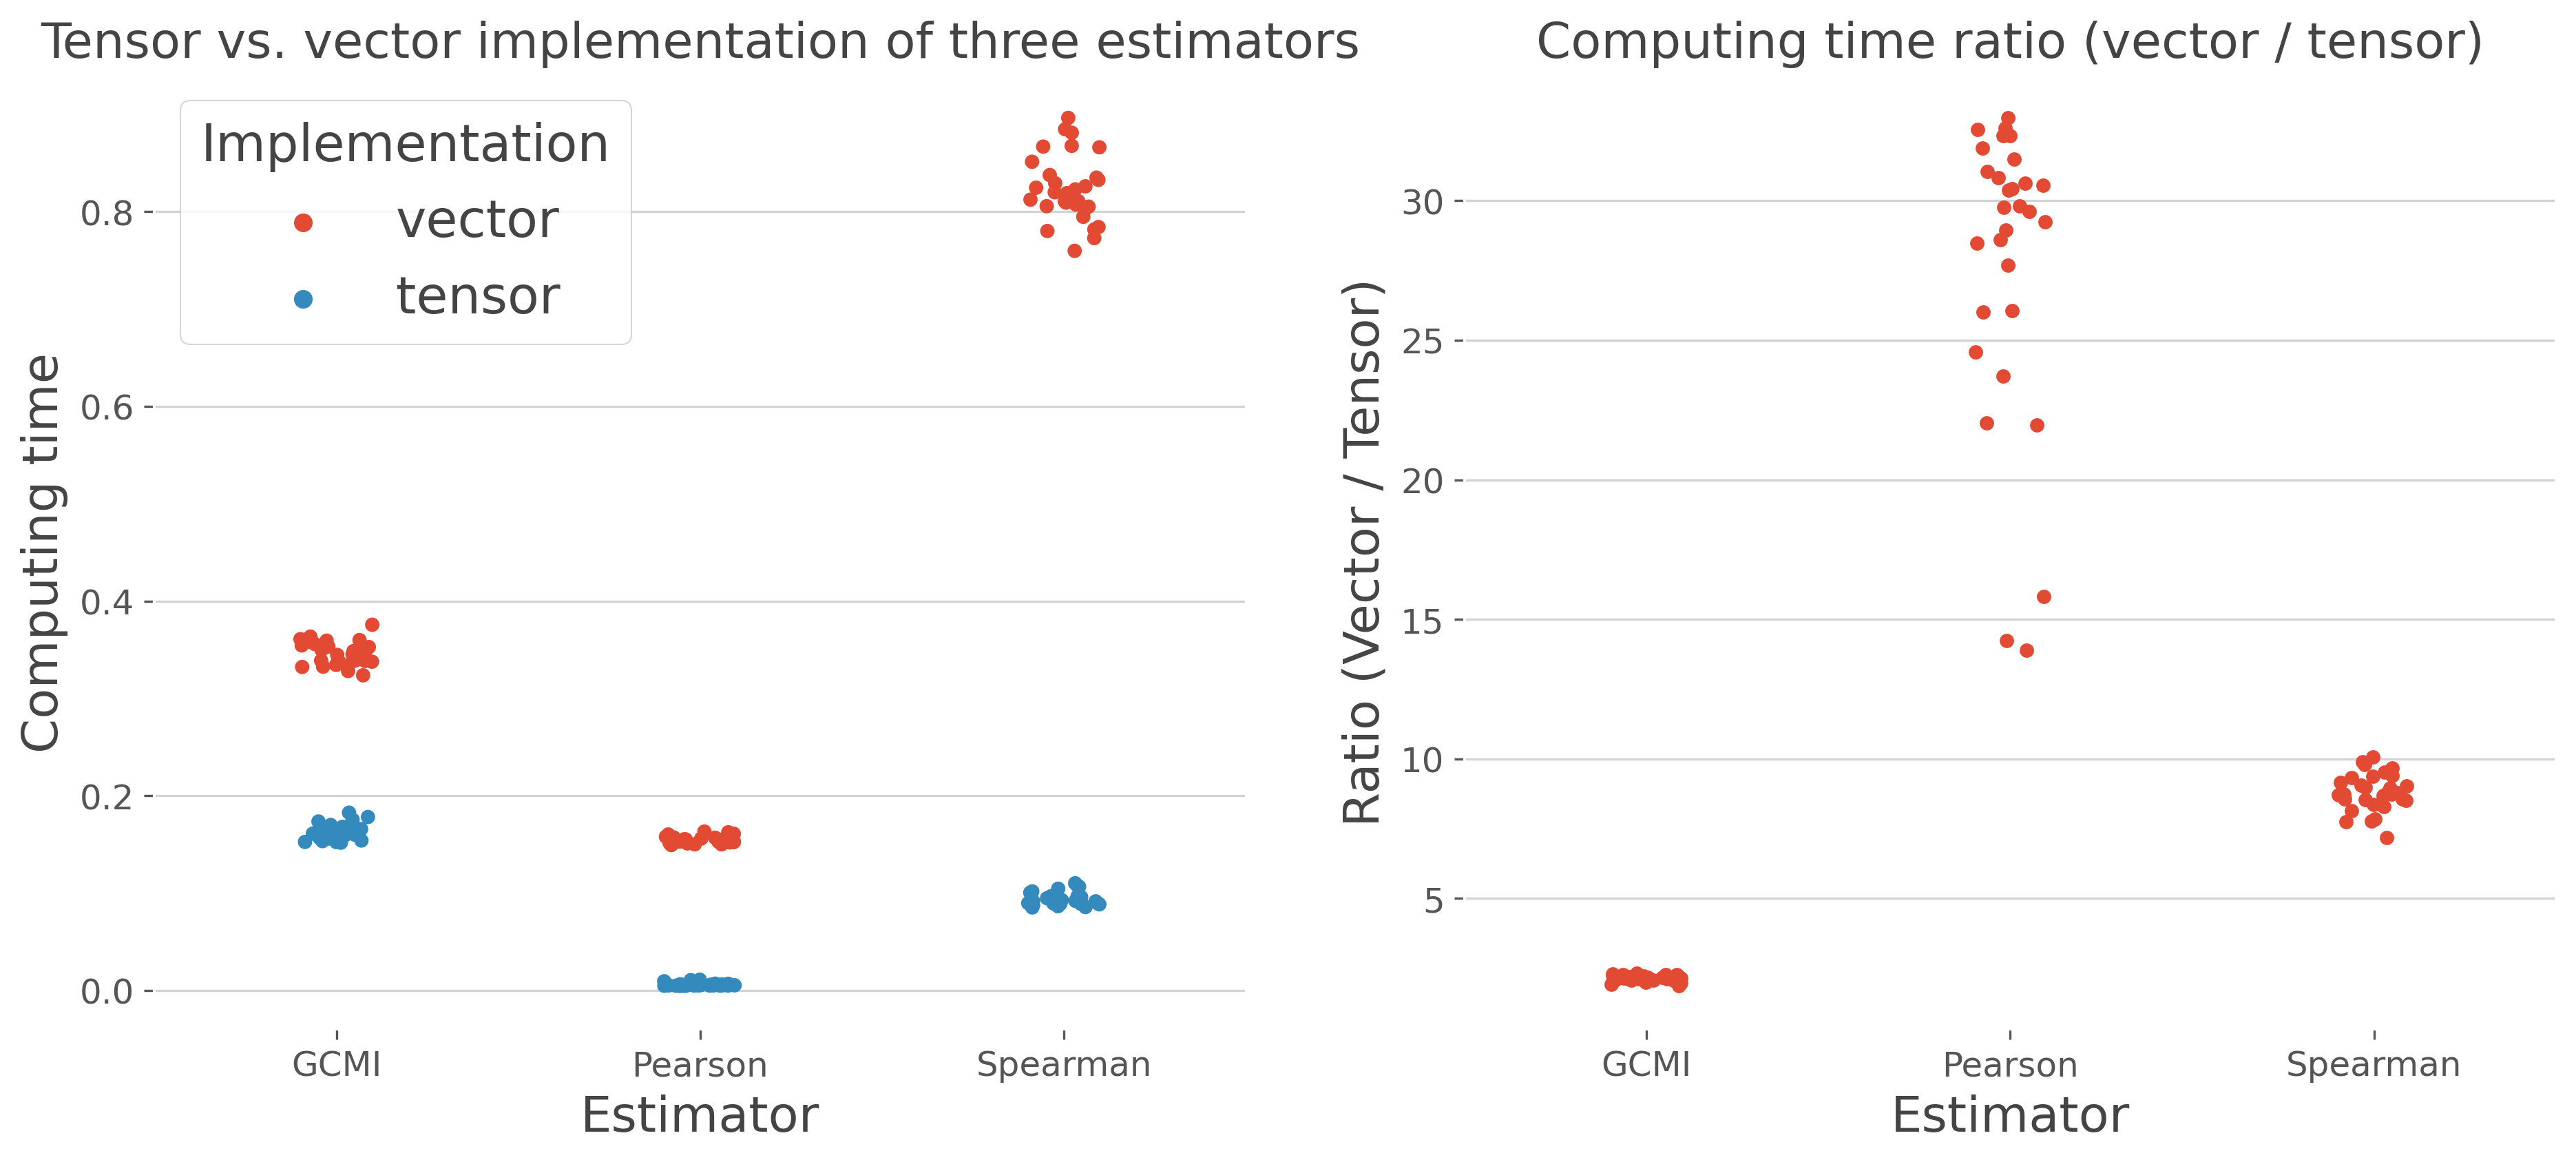 Tensor vs. vector implementation of three estimators
Implementation
vector
tensor
Computing time
0.8
0.6
0.4
0.2
0.0
GCMI Pearson Spearman
Estimator
Computing time ratio (vector / tensor)
Ratio (Vector / Tensor)
30
25
20
15
10
5
GCMI Pearson Spearman
Estimator